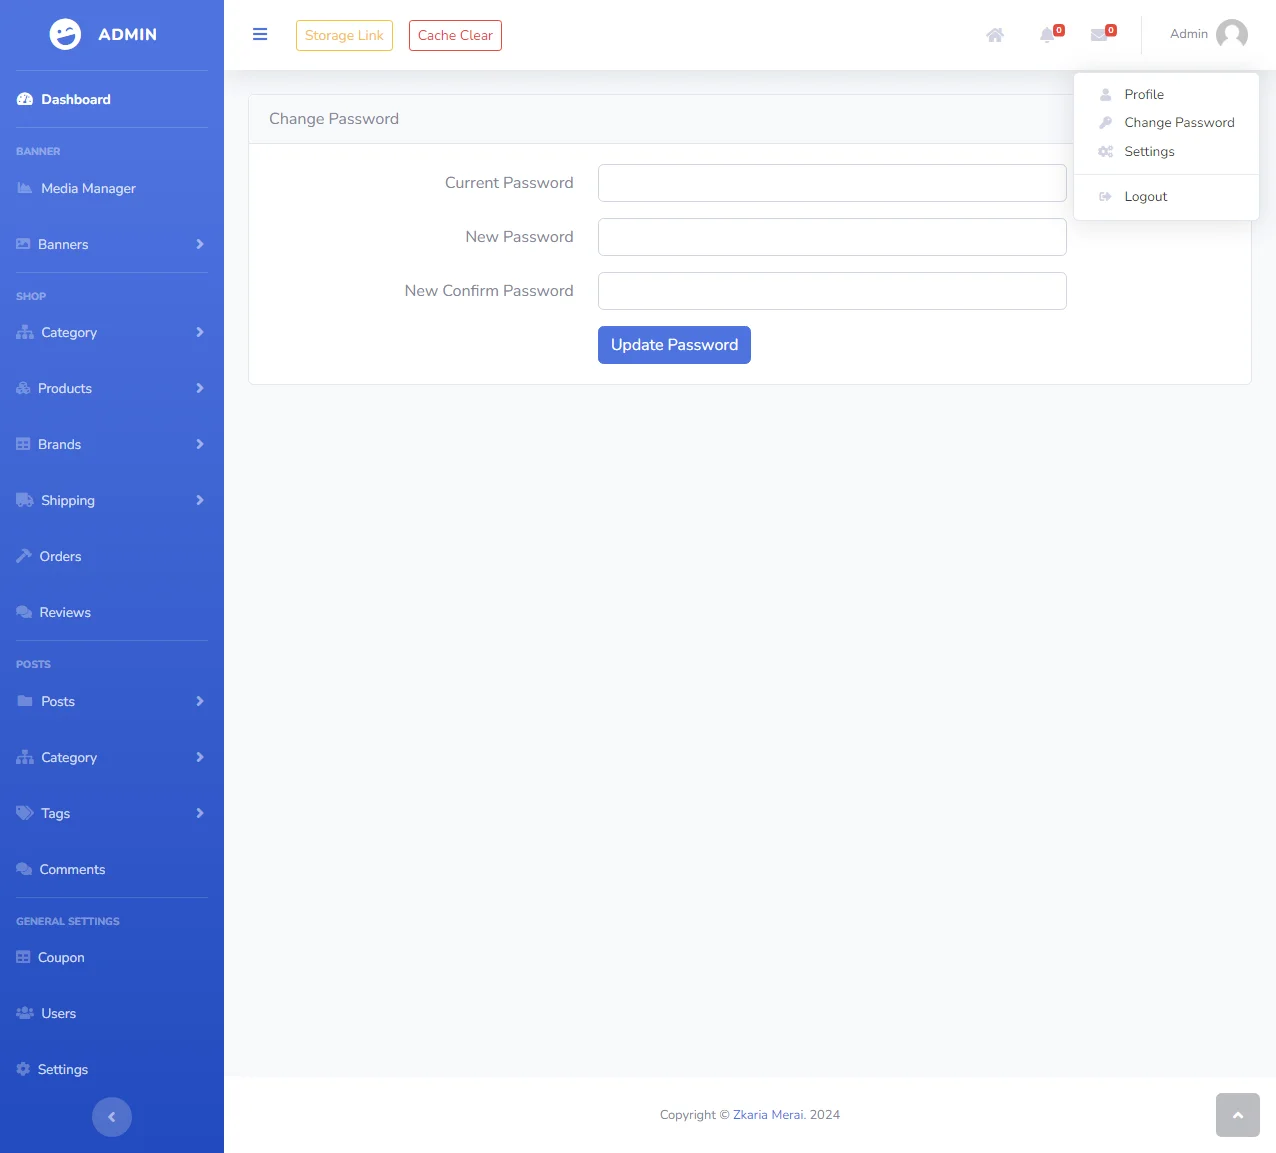 ADMIN
Dashboard
BANNER
Media Manager
Banners
SHOP
Category
Products
Brands
Shipping
Orders
Reviews
POSTS
Posts
Category
Tags
Comments
GENERAL SETTINGS
Coupon
Users
Settings
Storage Link
Cache Clear
0
0
Admin
Profile
Change Password
Settings
Logout
Change Password
Current Password
New Password
New Confirm Password
Update Password
Copyright © Zkaria Merai. 2024